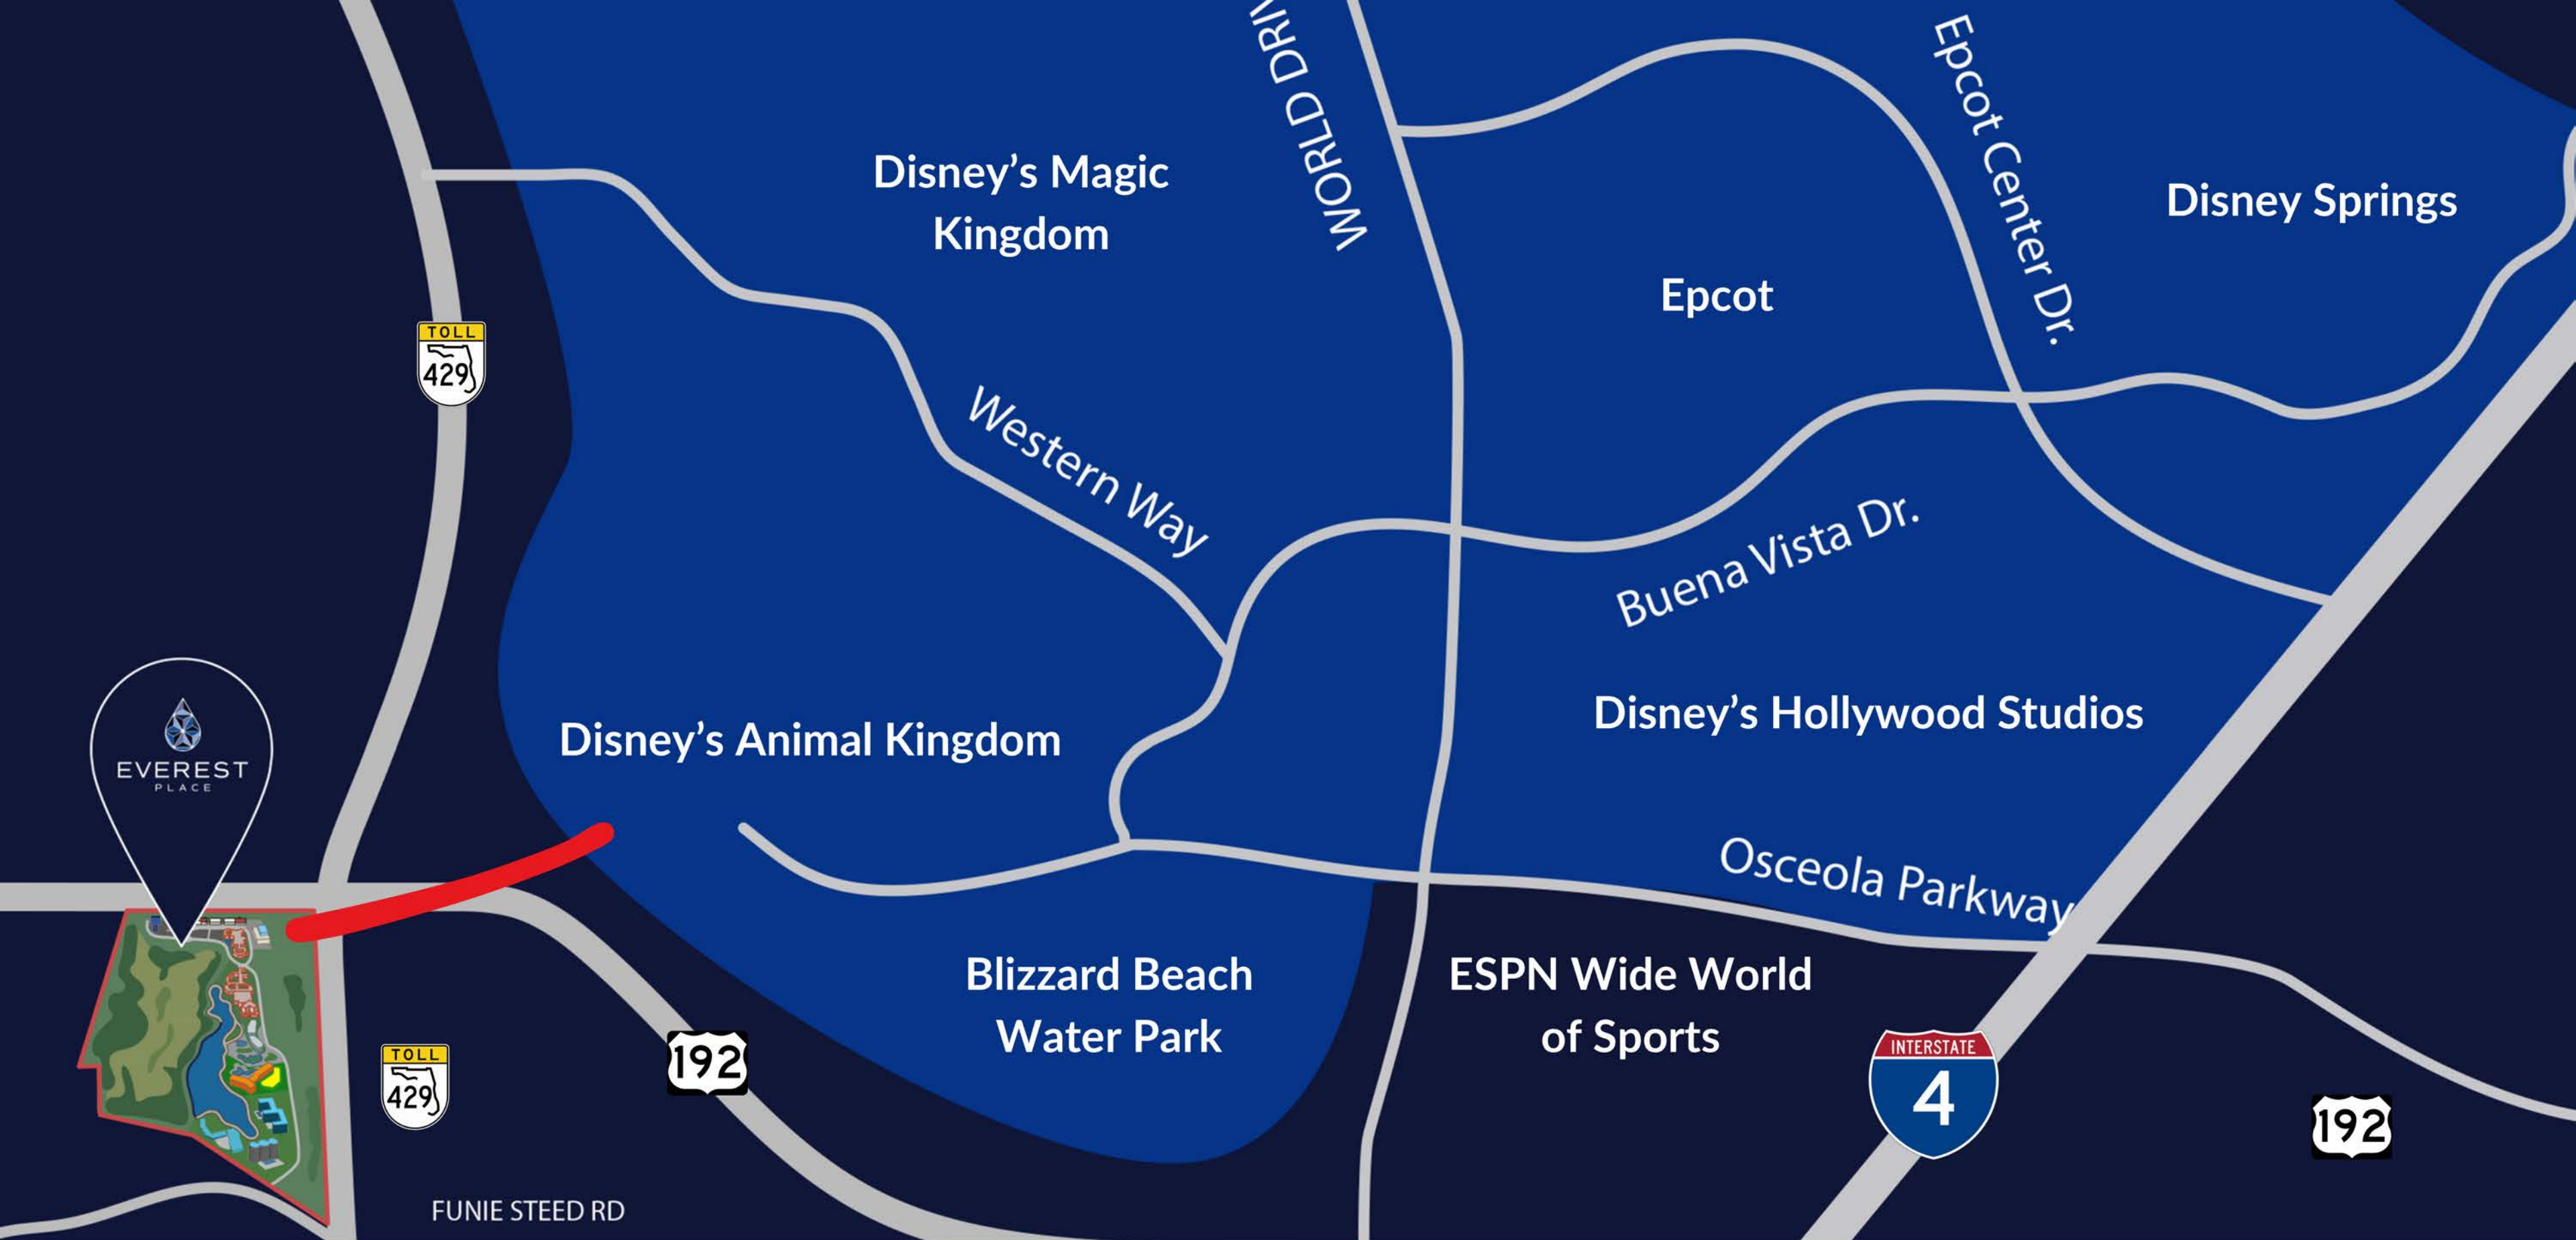 WORLD DRIV
Epcot Center Dr.
Disney's Magic
Kingdom
Disney Springs
Epcot
TOLL
429
Western Way
Buena Vista Dr.
EVEREST
PLACE
Disney's Animal Kingdom
Disney's Hollywood Studios
Osceola Parkway
Blizzard Beach
Water Park
ESPN Wide World
of Sports
TOLL
429
192
INTERSTATE
4
192
FUNIE STEED RD